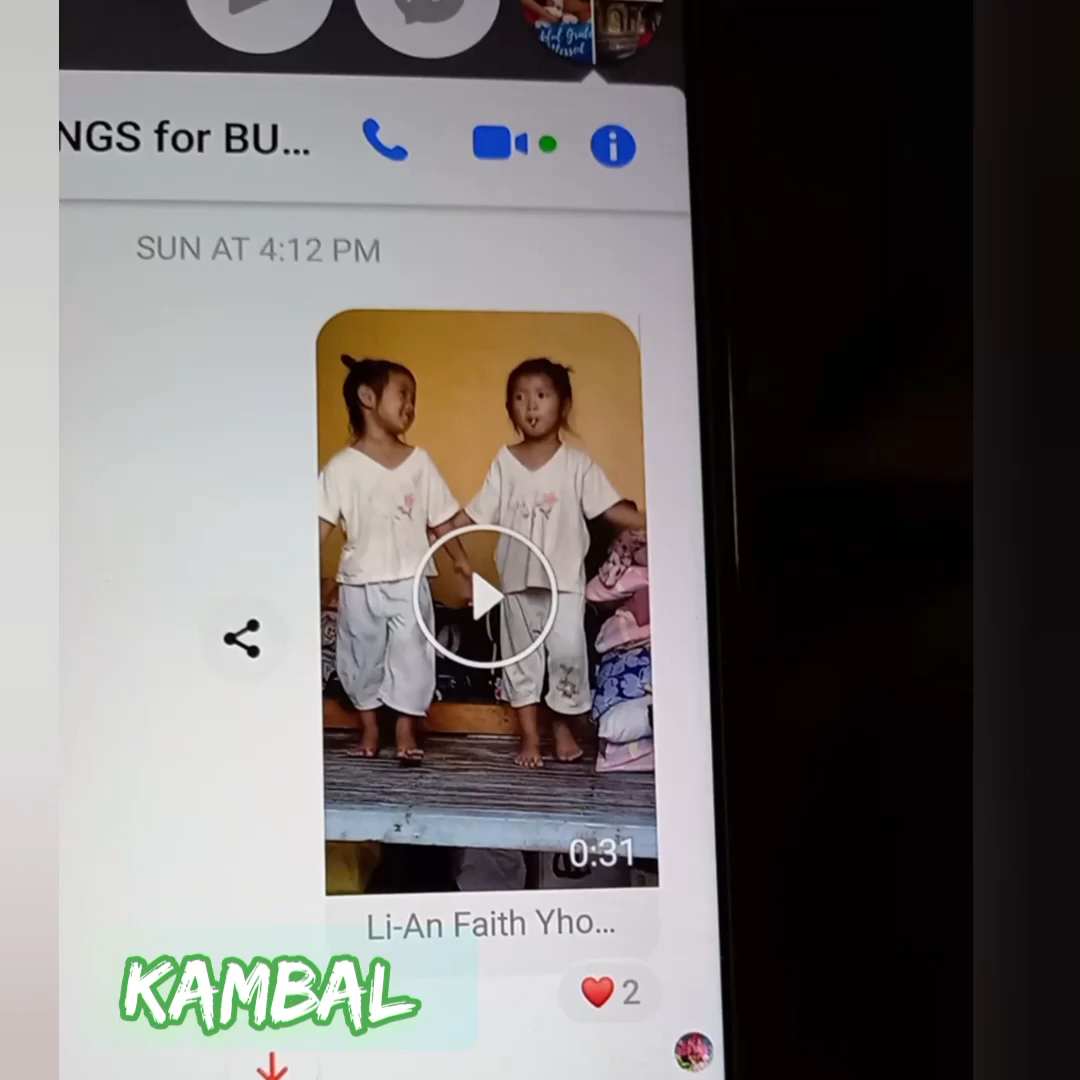 NGS for BU...
SUN AT 4:12 PM
0:31
Li-An Faith Yho...
KAMBAL
2